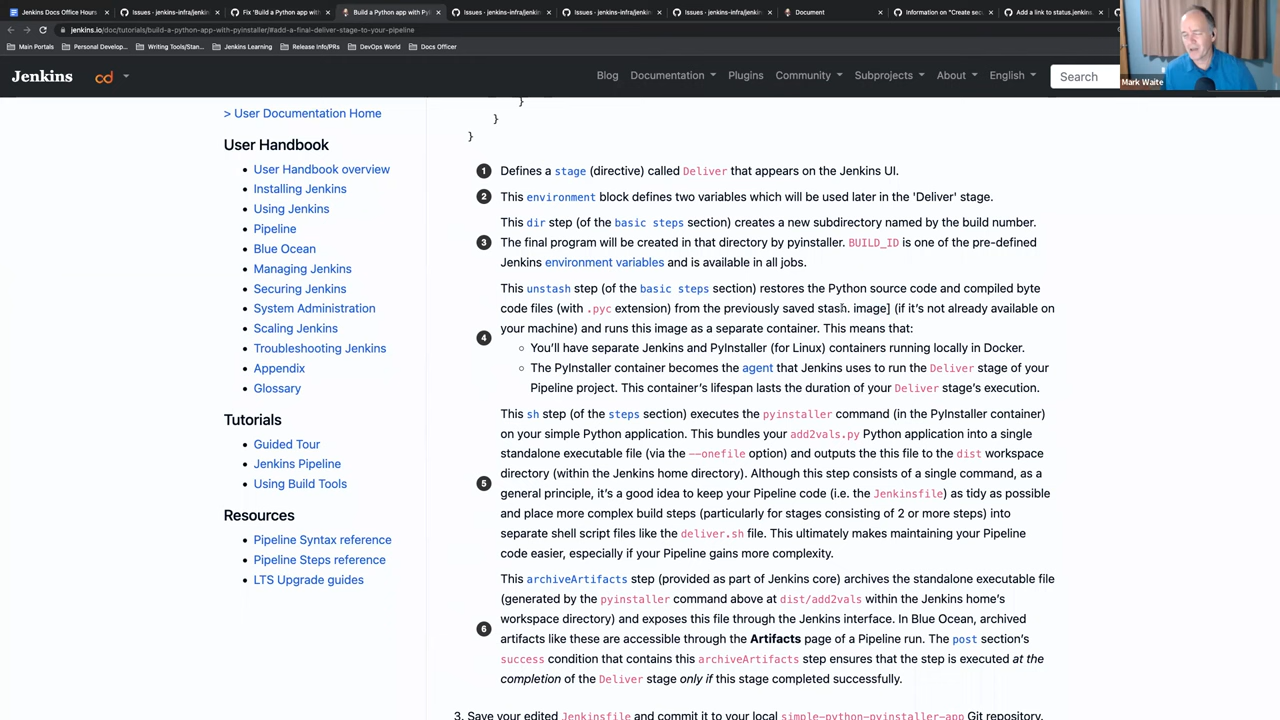 Jenkins Docs Office Hours
Issues · jenkins-infra/jenkin
Fix 'Build a Python app with
Build a Python app with Py
Issues · jenkins-infra/jenkin
Issues · jenkins-infra/jenkin
Issues · jenkins-infra/jenkin
Document
Information on "Create sec
Add a link to status.jenkins
jenkins.io/doc/tutorials/build-a-python-app-with-pyinstaller/#add-a-final-deliver-stage-to-your-pipeline
Main Portals
Personal Develop...
Writing Tools/Stan...
Jenkins Learning
Release Info/PRs
DevOps World
Docs Officer
Mark Waite
Jenkins
cd
Blog
Documentation
Plugins
Community
Subprojects
About
English
Search
> User Documentation Home
User Handbook
User Handbook overview
Installing Jenkins
Using Jenkins
Pipeline
Blue Ocean
Managing Jenkins
Securing Jenkins
System Administration
Scaling Jenkins
Troubleshooting Jenkins
Appendix
Glossary
Tutorials
Guided Tour
Jenkins Pipeline
Using Build Tools
Resources
Pipeline Syntax reference
Pipeline Steps reference
LTS Upgrade guides
}
}
}
1 Defines a stage (directive) called Deliver that appears on the Jenkins UI.
2 This environment block defines two variables which will be used later in the 'Deliver' stage.
This dir step (of the basic steps section) creates a new subdirectory named by the build number.
3 The final program will be created in that directory by pyinstaller. BUILD_ID is one of the pre-defined
Jenkins environment variables and is available in all jobs.
This unstash step (of the basic steps section) restores the Python source code and compiled byte
code files (with .pyc extension) from the previously saved stash. image] (if it's not already available on
your machine) and runs this image as a separate container. This means that:
4
You'll have separate Jenkins and PyInstaller (for Linux) containers running locally in Docker.
The PyInstaller container becomes the agent that Jenkins uses to run the Deliver stage of your
Pipeline project. This container's lifespan lasts the duration of your Deliver stage's execution.
This sh step (of the steps section) executes the pyinstaller command (in the PyInstaller container)
on your simple Python application. This bundles your add2vals.py Python application into a single
standalone executable file (via the --onefile option) and outputs the this file to the dist workspace
directory (within the Jenkins home directory). Although this step consists of a single command, as a
5 general principle, it's a good idea to keep your Pipeline code (i.e. the Jenkinsfile) as tidy as possible
and place more complex build steps (particularly for stages consisting of 2 or more steps) into
separate shell script files like the deliver.sh file. This ultimately makes maintaining your Pipeline
code easier, especially if your Pipeline gains more complexity.
This archiveArtifacts step (provided as part of Jenkins core) archives the standalone executable file
(generated by the pyinstaller command above at dist/add2vals within the Jenkins home's
workspace directory) and exposes this file through the Jenkins interface. In Blue Ocean, archived
6 artifacts like these are accessible through the Artifacts page of a Pipeline run. The post section's
success condition that contains this archiveArtifacts step ensures that the step is executed at the
completion of the Deliver stage only if this stage completed successfully.
3. Save your edited Jenkinsfile and commit it to your local simple-python-pyinstaller-app Git repository.